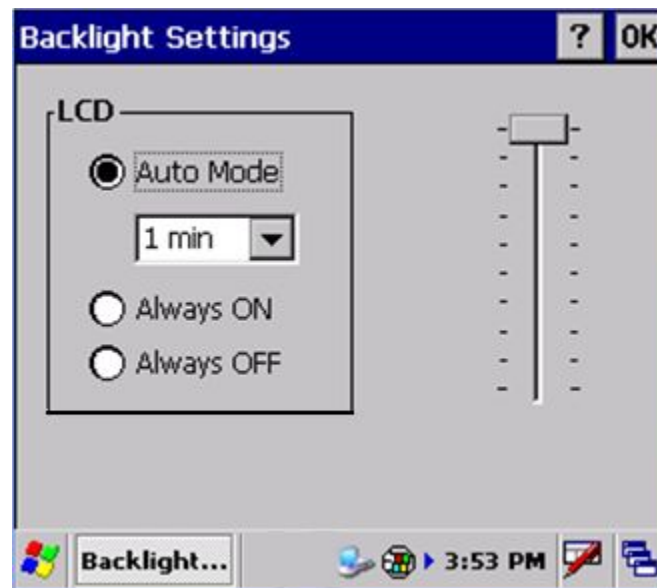 Backlight Settings ? OK
LCD
Auto Mode
1 min
Always ON
Always OFF
Backlight... 3:53 PM